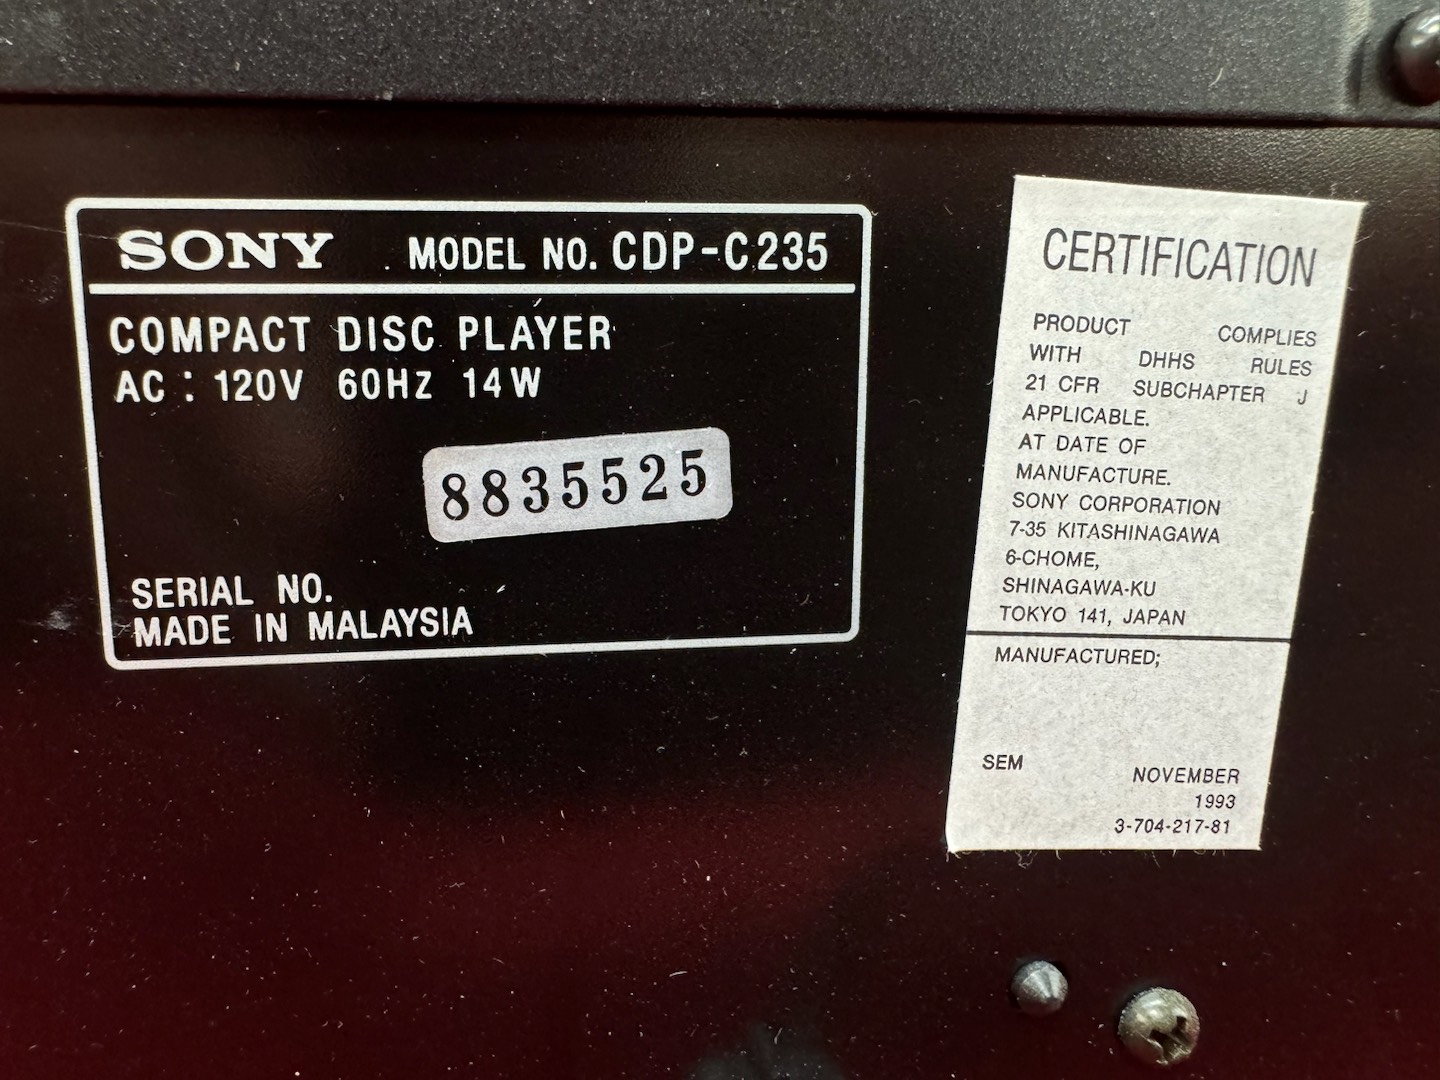 SONY MODEL NO. CDP-C235
COMPACT DISC PLAYER
AC : 120V 60HZ 14W
8835525
SERIAL NO.
MADE IN MALAYSIA
CERTIFICATION
PRODUCT COMPLIES
WITH DHHS RULES
21 CFR SUBCHAPTER J
APPLICABLE.
AT DATE OF
MANUFACTURE.
SONY CORPORATION
7-35 KITASHINAGAWA
6-CHOME,
SHINAGAWA-KU
TOKYO 141, JAPAN
MANUFACTURED;
SEM NOVEMBER
1993
3-704-217-81